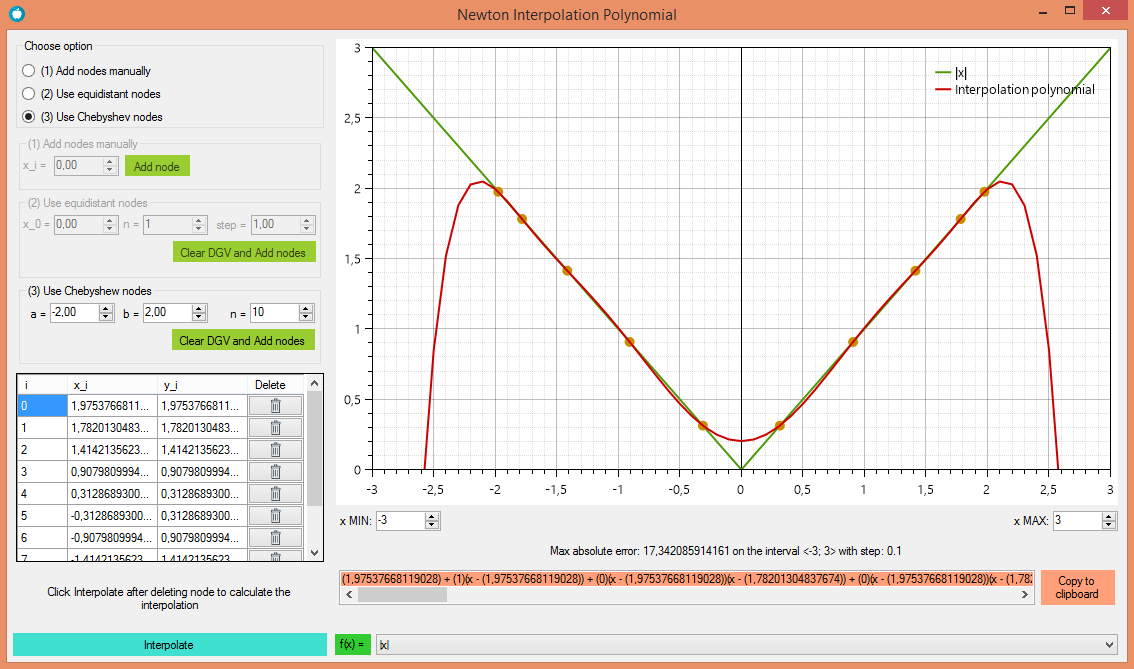 Newton Interpolation Polynomial
Choose option
(1) Add nodes manually
(2) Use equidistant nodes
(3) Use Chebyshev nodes
(1) Add nodes manually
x_i = 0,00 Add node
(2) Use equidistant nodes
x_0 = 0,00 n = 1 step = 1,00
Clear DGV and Add nodes
(3) Use Chebyshew nodes
a = -2,00 b = 2,00 n = 10
Clear DGV and Add nodes
i x_i y_i Delete
0 1,9753766811... 1,9753766811...
1 1,7820130483... 1,7820130483...
2 1,4142135623... 1,4142135623...
3 0,9079809994... 0,9079809994...
4 0,3128689300... 0,3128689300...
5 -0,3128689300... 0,3128689300...
6 -0,9079809994... 0,9079809994...
7 -1,4142135623... 1,4142135623...
Click Interpolate after deleting node to calculate the
interpolation
Interpolate
|x|
Interpolation polynomial
3
2,5
2
1,5
1
0,5
0
-3 -2,5 -2 -1,5 -1 -0,5 0 0,5 1 1,5 2 2,5 3
x MIN: -3 x MAX: 3
Max absolute error: 17,342085914161 on the interval <-3; 3> with step: 0.1
(1,97537668119028) + (1)(x - (1,97537668119028)) + (0)(x - (1,97537668119028))(x - (1,78201304837674)) + (0)(x - (1,97537668119028))(x - (1,782
Copy to
clipboard
f(x) = |x|